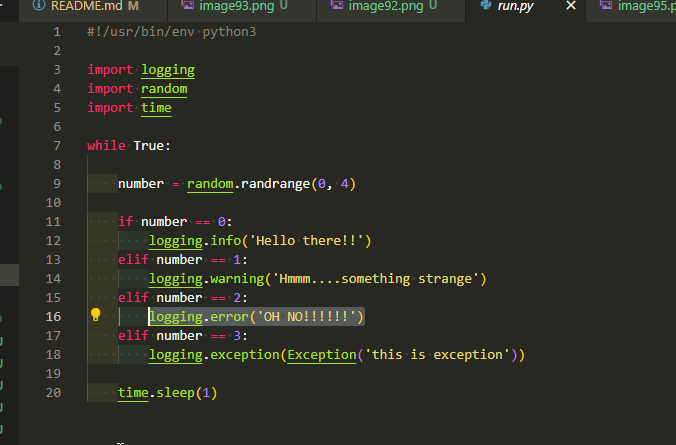 README.md M image93.png U image92.png U run.py image95.p
1 #!/usr/bin/env python3
2
3 import logging
4 import random
5 import time
6
7 while True:
8
9 number = random.randrange(0, 4)
10
11 if number == 0:
12 logging.info('Hello there!!')
13 elif number == 1:
14 logging.warning('Hmmm....something strange')
15 elif number == 2:
16 logging.error('OH NO!!!!!!')
17 elif number == 3:
18 logging.exception(Exception('this is exception'))
19
20 time.sleep(1)
U
U
U
U